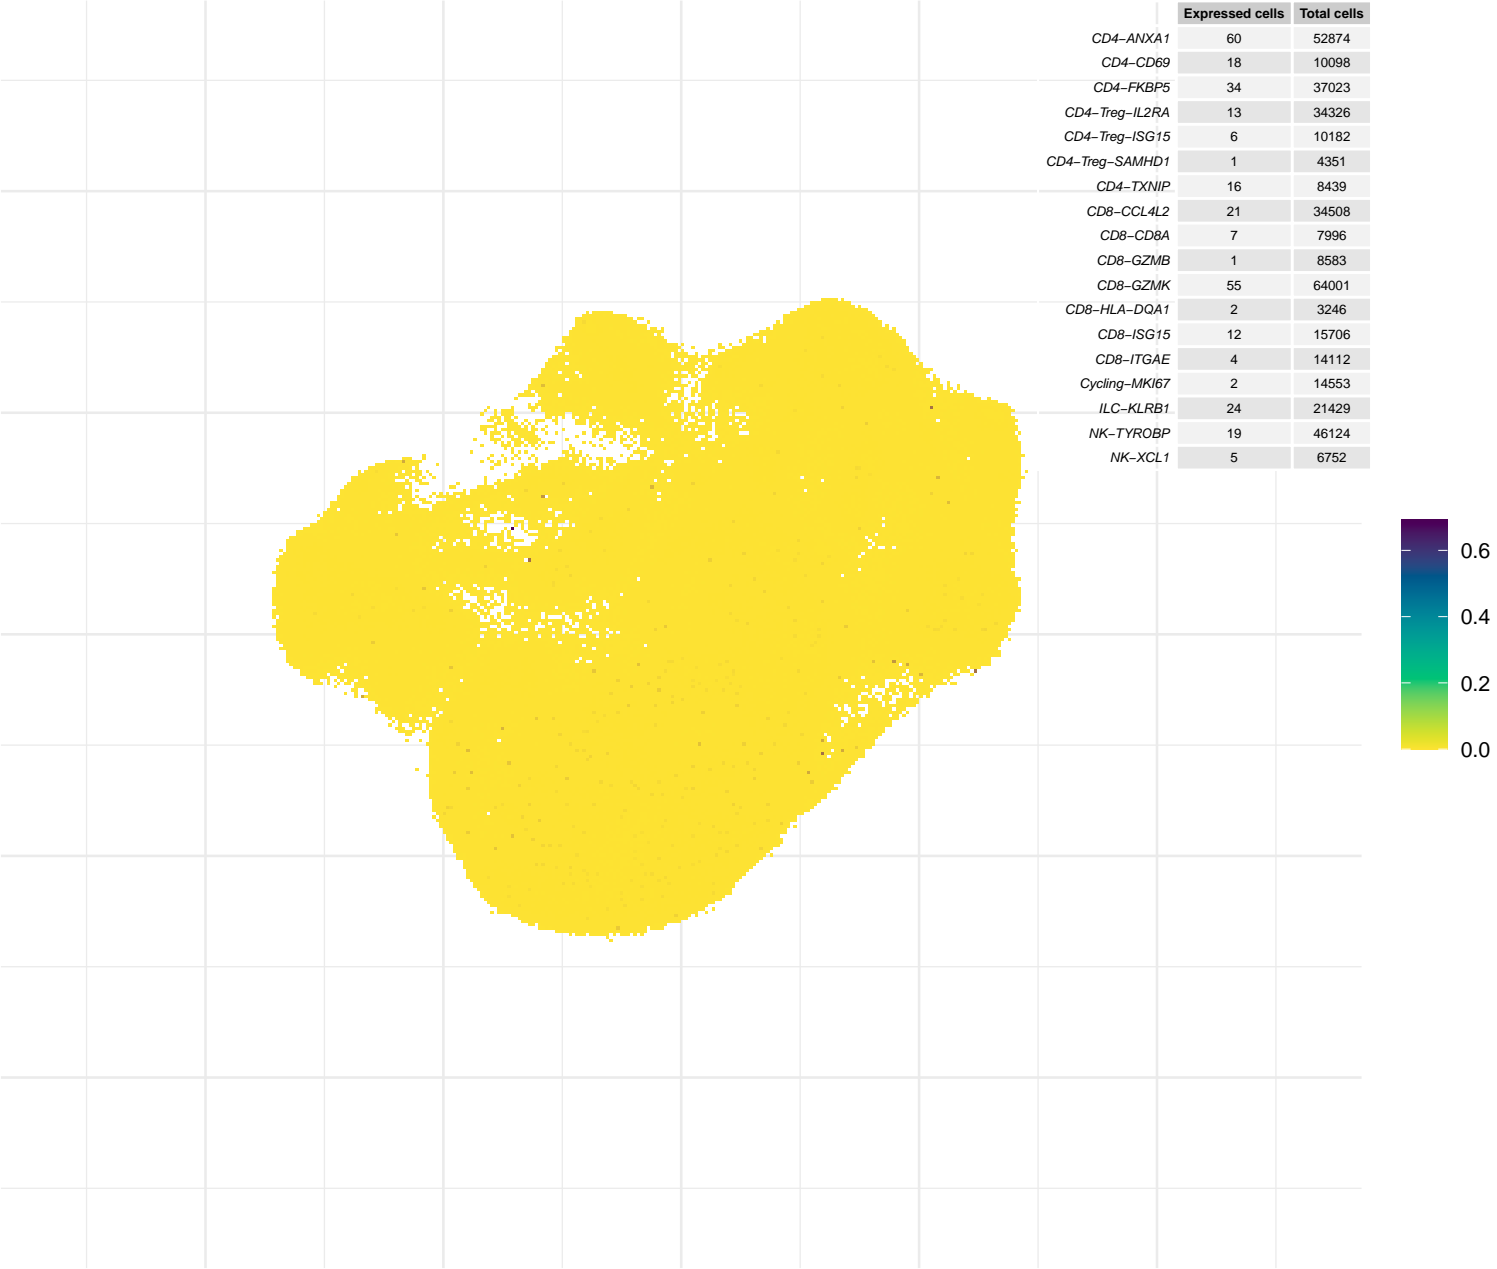 Expressed cells Total cells
CD4−ANXA1 60 52874
CD4−CD69 18 10098
CD4−FKBP5 34 37023
CD4−Treg−IL2RA 13 34326
CD4−Treg−ISG15 6 10182
CD4−Treg−SAMHD1 1 4351
CD4−TXNIP 16 8439
CD8−CCL4L2 21 34508
CD8−CD8A 7 7996
CD8−GZMB 1 8583
CD8−GZMK 55 64001
CD8−HLA−DQA1 2 3246
CD8−ISG15 12 15706
CD8−ITGAE 4 14112
Cycling−MKI67 2 14553
ILC−KLRB1 24 21429
NK−TYROBP 19 46124
NK−XCL1 5 6752
0.6
0.4
0.2
0.0